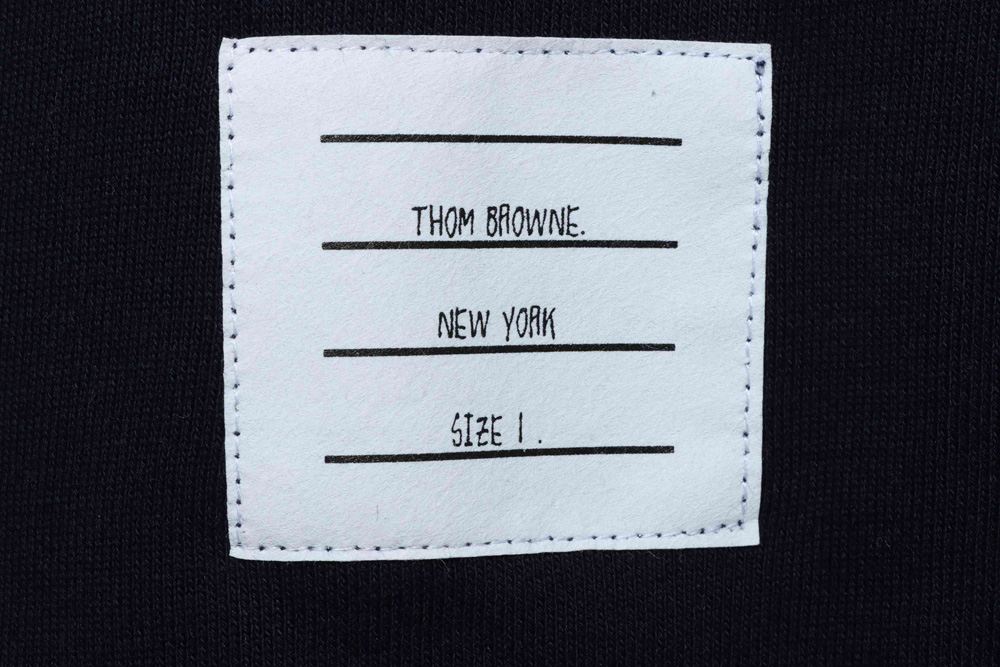 THOM BROWNE.
NEW YORK
SIZE 1.